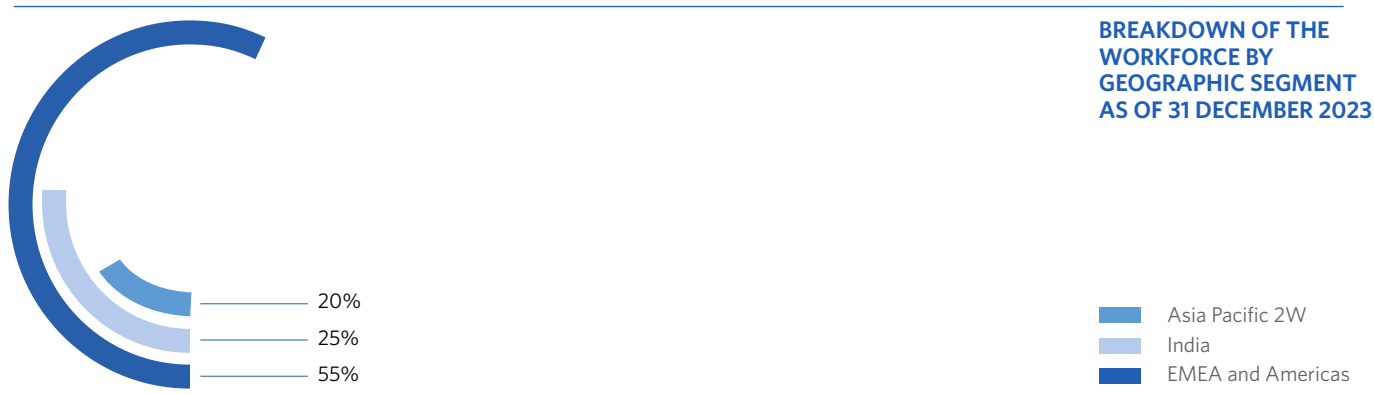 BREAKDOWN OF THE
WORKFORCE BY
GEOGRAPHIC SEGMENT
AS OF 31 DECEMBER 2023
20%
25%
55%
Asia Pacific 2W
India
EMEA and Americas